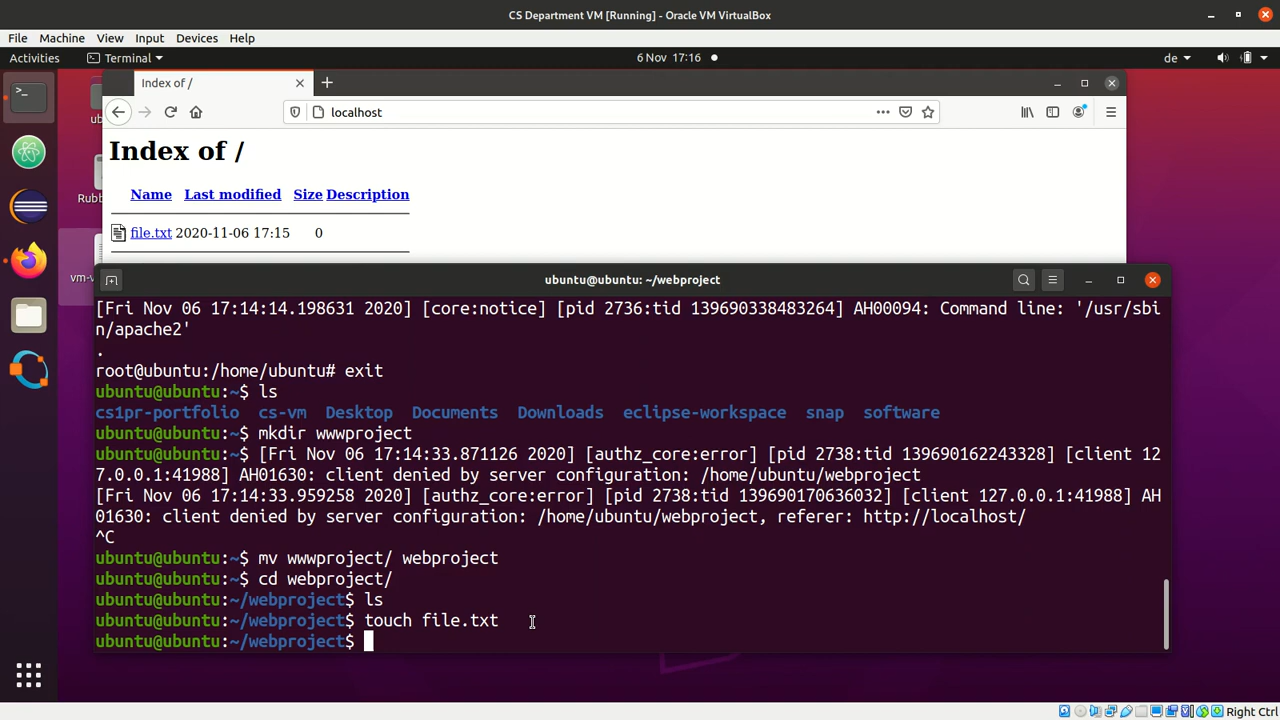 CS Department VM [Running] - Oracle VM VirtualBox
File Machine View Input Devices Help
Activities Terminal 6 Nov 17:16 de
Index of /
localhost
Index of /
Name Last modified Size Description
file.txt 2020-11-06 17:15 0
ub
Rubb
vm-v
ubuntu@ubuntu: ~/webproject
[Fri Nov 06 17:14:14.198631 2020] [core:notice] [pid 2736:tid 139690338483264] AH00094: Command line: '/usr/sbi
n/apache2'
.
root@ubuntu:/home/ubuntu# exit
ubuntu@ubuntu:~$ ls
cs1pr-portfolio cs-vm Desktop Documents Downloads eclipse-workspace snap software
ubuntu@ubuntu:~$ mkdir wwwproject
ubuntu@ubuntu:~$ [Fri Nov 06 17:14:33.871126 2020] [authz_core:error] [pid 2738:tid 139690162243328] [client 12
7.0.0.1:41988] AH01630: client denied by server configuration: /home/ubuntu/webproject
[Fri Nov 06 17:14:33.959258 2020] [authz_core:error] [pid 2738:tid 139690170636032] [client 127.0.0.1:41988] AH
01630: client denied by server configuration: /home/ubuntu/webproject, referer: http://localhost/
^C
ubuntu@ubuntu:~$ mv wwwproject/ webproject
ubuntu@ubuntu:~$ cd webproject/
ubuntu@ubuntu:~/webproject$ ls
ubuntu@ubuntu:~/webproject$ touch file.txt
ubuntu@ubuntu:~/webproject$
Right Ctrl